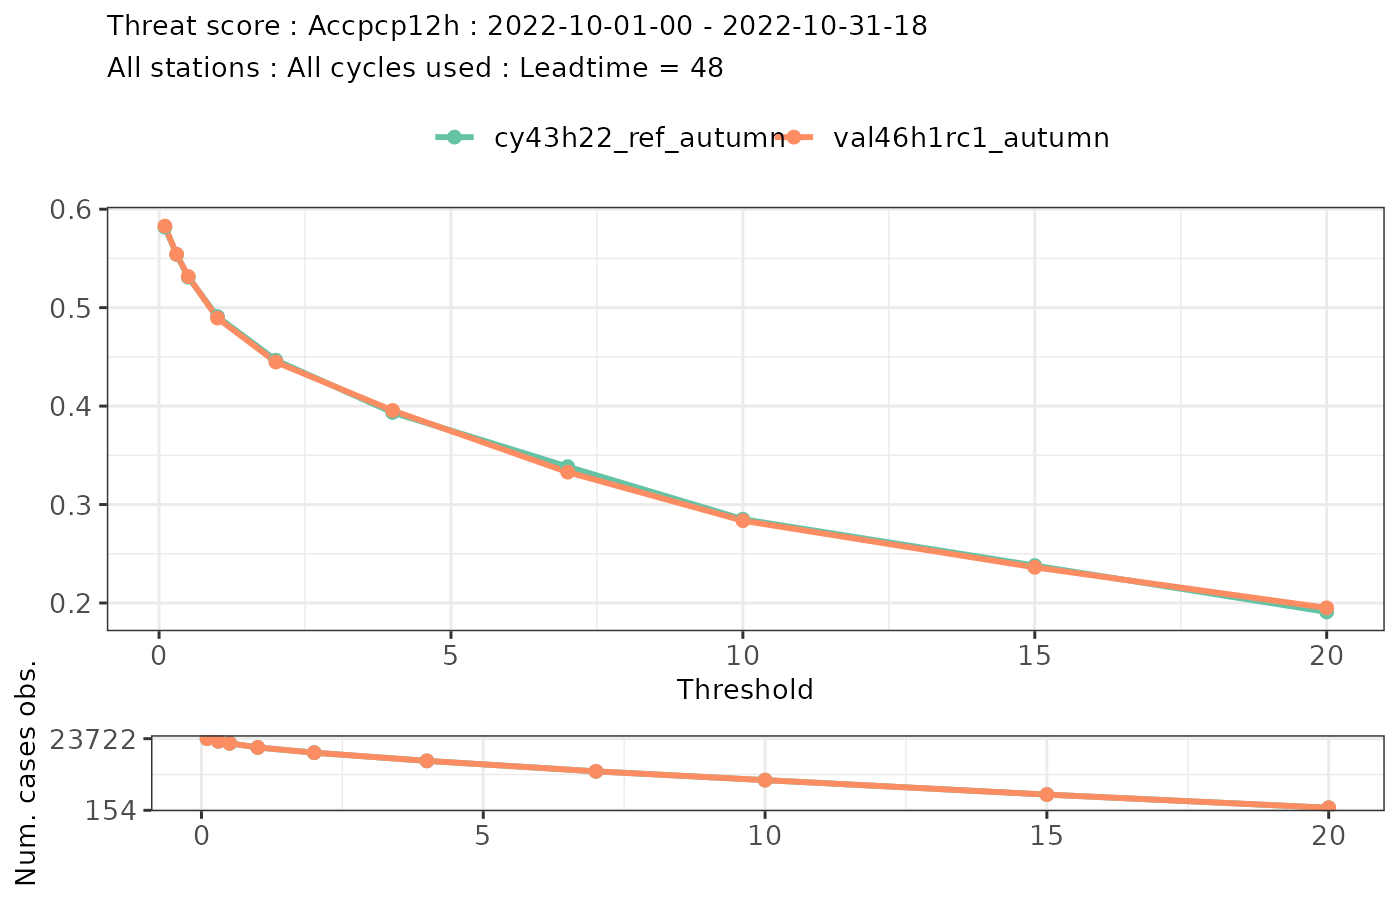 Threat score : Accpcp12h : 2022-10-01-00 - 2022-10-31-18
All stations : All cycles used : Leadtime = 48
cy43h22_ref_autumn val46h1rc1_autumn
0.6
0.5
0.4
0.3
0.2
0 5 10 15 20
Threshold
Num. cases obs.
23722
154
0 5 10 15 20